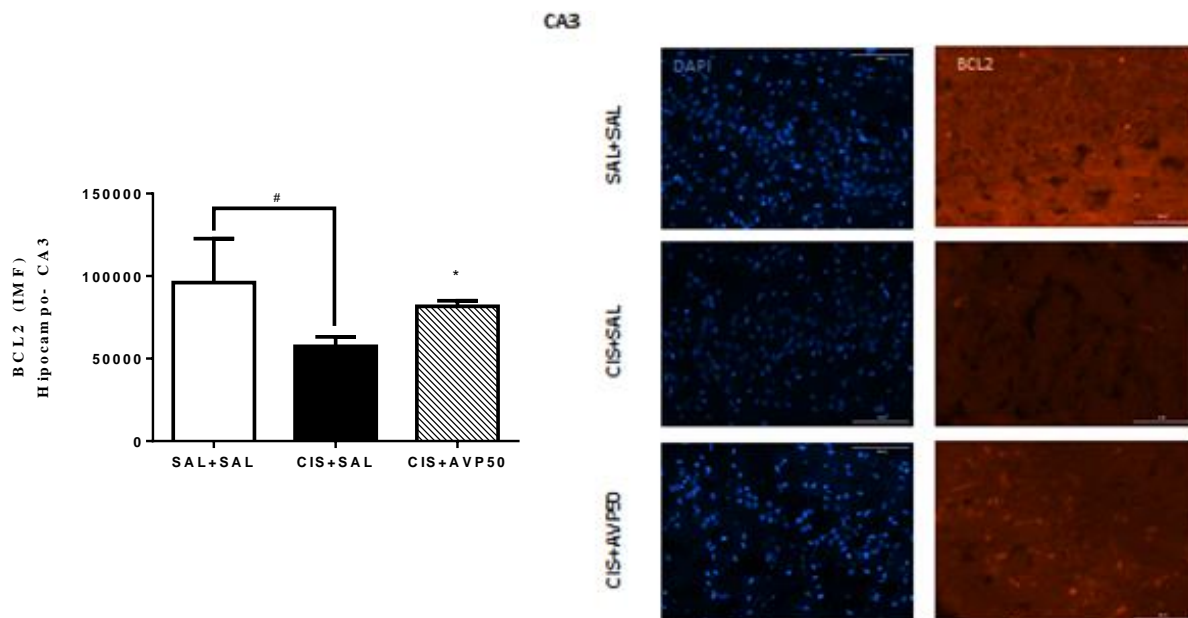 CA3
150000
100000
50000
0
BCL2 (IMF)
Hipocampo- CA3
#
*
SAL+SAL
CIS+SAL
CIS+AVP50
SAL+SAL
DAPI
BCL2
CIS+SAL
CIS+AVP50